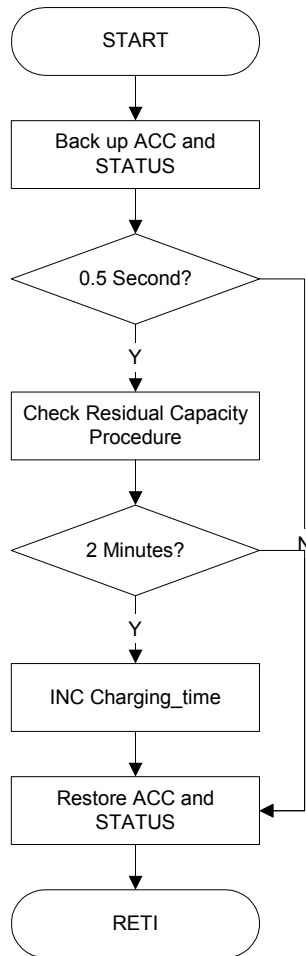 START
Back up ACC and
STATUS
0.5 Second?
Y
Check Residual Capacity
Procedure
2 Minutes?
N
Y
INC Charging_time
Restore ACC and
STATUS
RETI